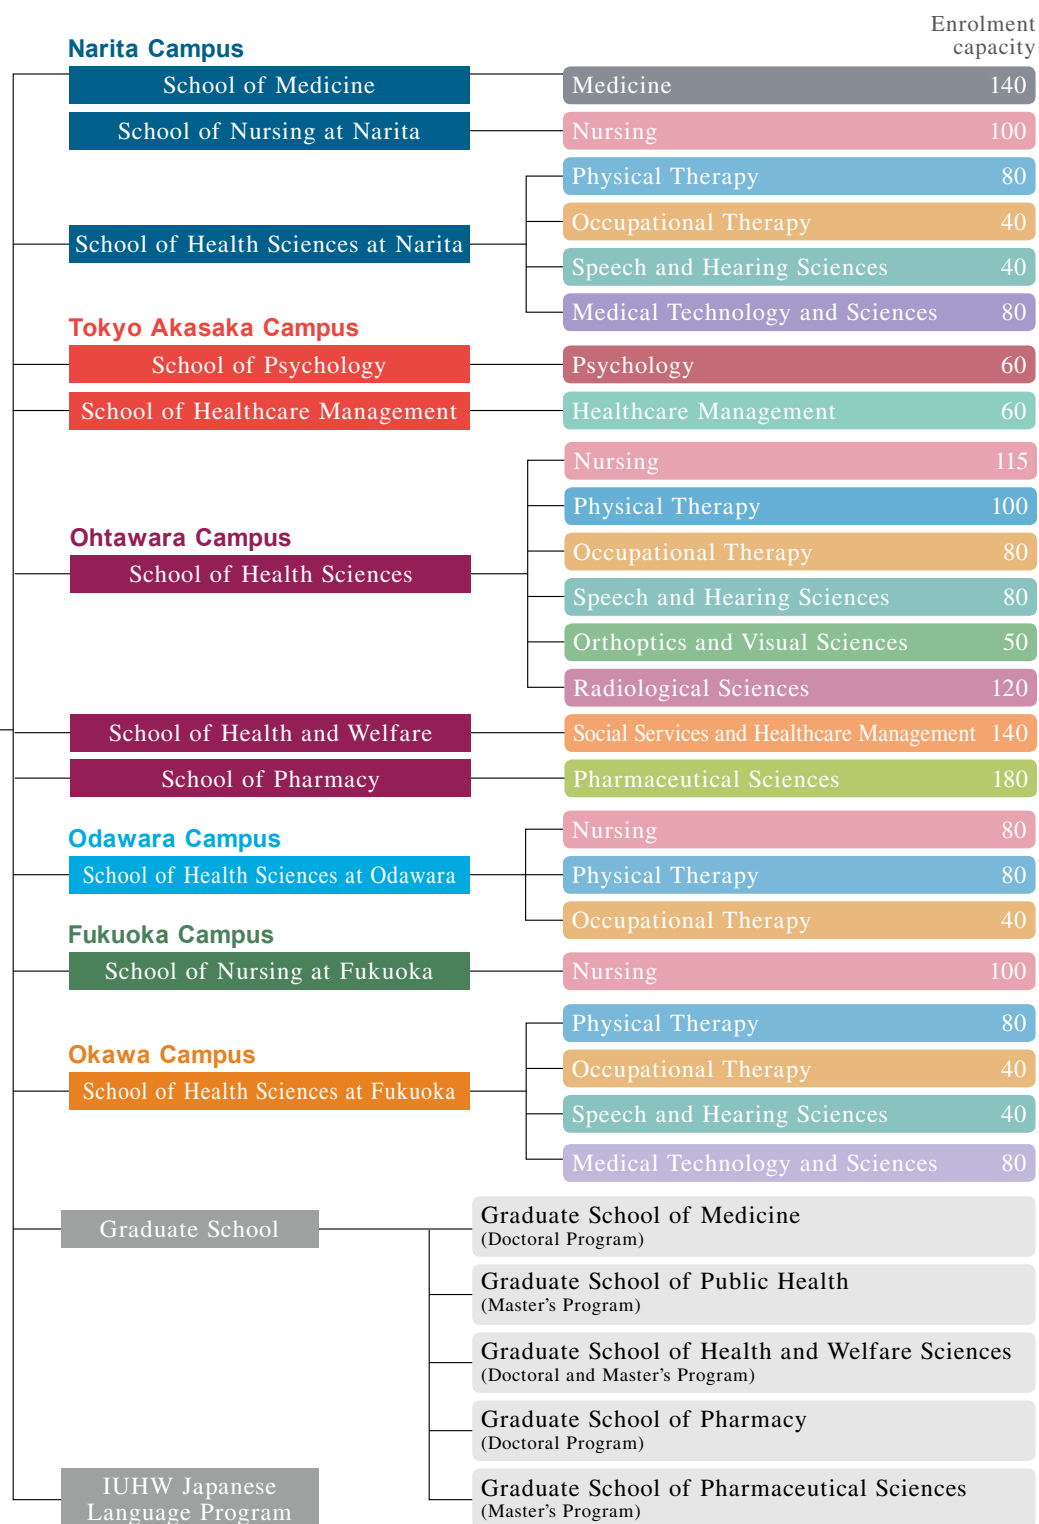 Enrolment
capacity
Narita Campus
School of Medicine
Medicine 140
School of Nursing at Narita
Nursing 100
School of Health Sciences at Narita
Physical Therapy 80
Occupational Therapy 40
Speech and Hearing Sciences 40
Medical Technology and Sciences 80
Tokyo Akasaka Campus
School of Psychology
Psychology 60
School of Healthcare Management
Healthcare Management 60
Ohtawara Campus
School of Health Sciences
Nursing 115
Physical Therapy 100
Occupational Therapy 80
Speech and Hearing Sciences 80
Orthoptics and Visual Sciences 50
Radiological Sciences 120
School of Health and Welfare
Social Services and Healthcare Management 140
School of Pharmacy
Pharmaceutical Sciences 180
Odawara Campus
School of Health Sciences at Odawara
Nursing 80
Physical Therapy 80
Occupational Therapy 40
Fukuoka Campus
School of Nursing at Fukuoka
Nursing 100
Okawa Campus
School of Health Sciences at Fukuoka
Physical Therapy 80
Occupational Therapy 40
Speech and Hearing Sciences 40
Medical Technology and Sciences 80
Graduate School
Graduate School of Medicine
(Doctoral Program)
Graduate School of Public Health
(Master’s Program)
Graduate School of Health and Welfare Sciences
(Doctoral and Master’s Program)
Graduate School of Pharmacy
(Doctoral Program)
Graduate School of Pharmaceutical Sciences
(Master’s Program)
IUHW Japanese
Language Program